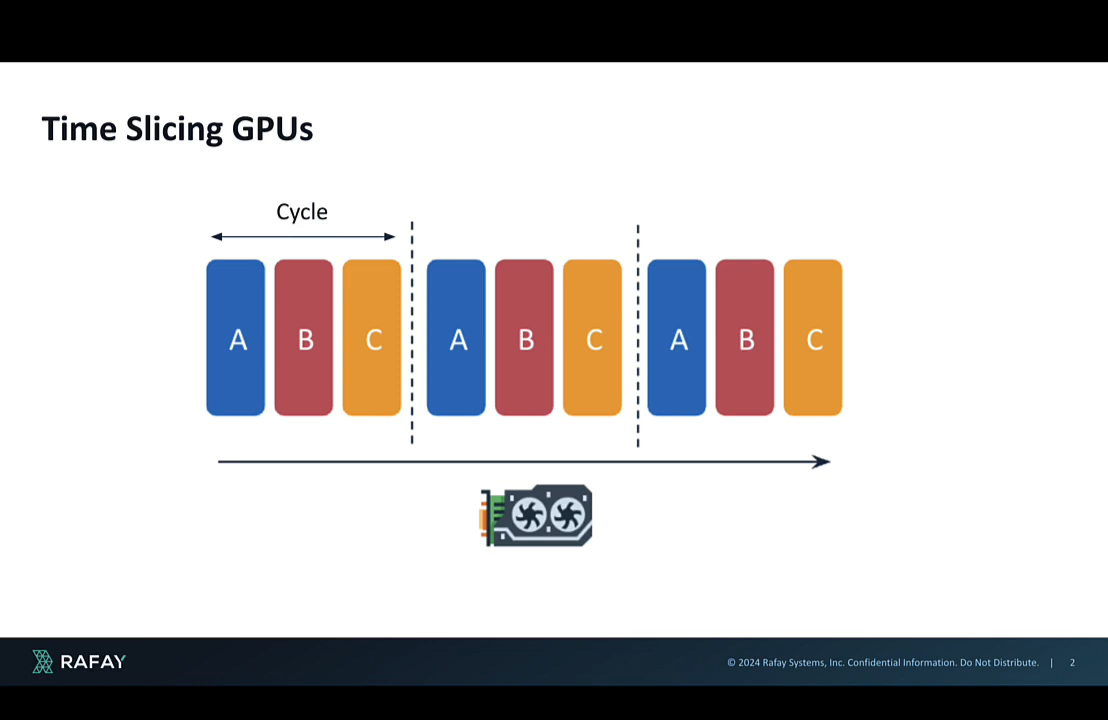 Time Slicing GPUs
Cycle
A B C A B C A B C
RAFAY
© 2024 Rafay Systems, Inc. Confidential Information. Do Not Distribute. | 2